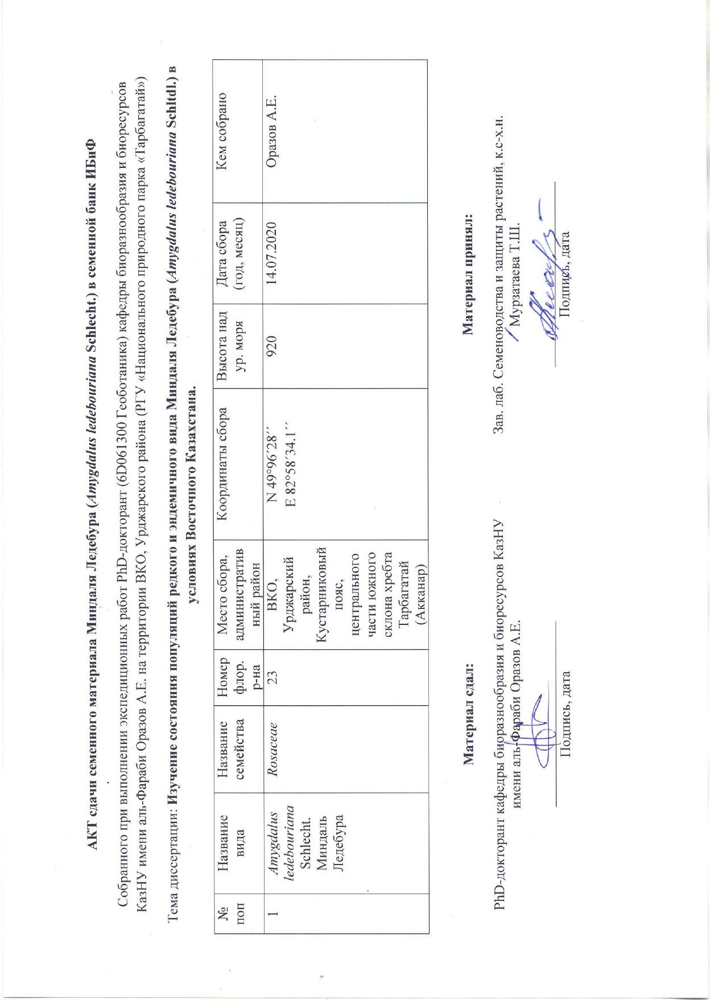 АКТ сдачи семенного материала Миндаля Ледебура (Amygdalus ledebouriana Schlecht.) в семенной банк ИБиФ
Собранного при выполнении экспедиционных работ PhD-докторант (6D061300 Геоботаника) кафедры биоразнообразия и биоресурсов
КазНУ имени аль-Фараби Оразов А.Е. на территории ВКО, Урджарского района (РГУ «Национального природного парка «Тарбагатай»)
Тема диссертации: Изучение состояния популяций редкого и эндемичного вида Миндаля Ледебура (Amygdalus ledebouriana Schltdl.) в
условиях Восточного Казахстана.
№
поп
Название
вида
Название
семейства
Номер
флор.
р-на
Место сбора,
административ
ный район
Координаты сбора
Высота над
ур. моря
Дата сбора
(год, месяц)
Кем собрано
1
Amygdalus
ledebouriana
Schlecht.
Миндаль
Ледебура
Rosaceae
23
ВКО,
Урджарский
район,
Кустарниковый
пояс,
центрального
части южного
склона хребта
Тарбагатай
(Акканар)
N 49°96´28´´
E 82°58´34.1´´
920
14.07.2020
Оразов А.Е.
Материал сдал:
PhD-докторант кафедры биоразнообразия и биоресурсов КазНУ
имени аль-Фараби Оразов А.Е.
Подпись, дата
Материал принял:
Зав. лаб. Семеноводства и защиты растений, к.с-х.н.
Мурзатаева Т.Ш.
Подпись, дата